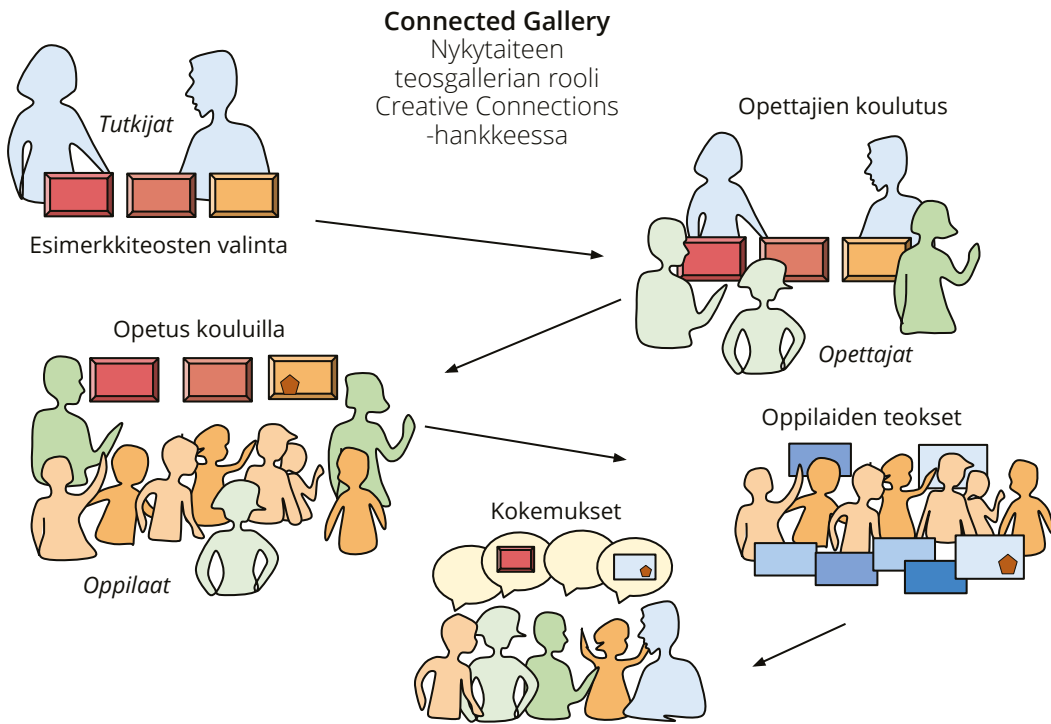 Connected Gallery
Nykytaiteen
teosgallerian rooli
Creative Connections
-hankkeessa
Tutkijat
Esimerkkiteosten valinta
Opettajien koulutus
Opettajat
Opetus kouluilla
Oppilaat
Oppilaiden teokset
Kokemukset